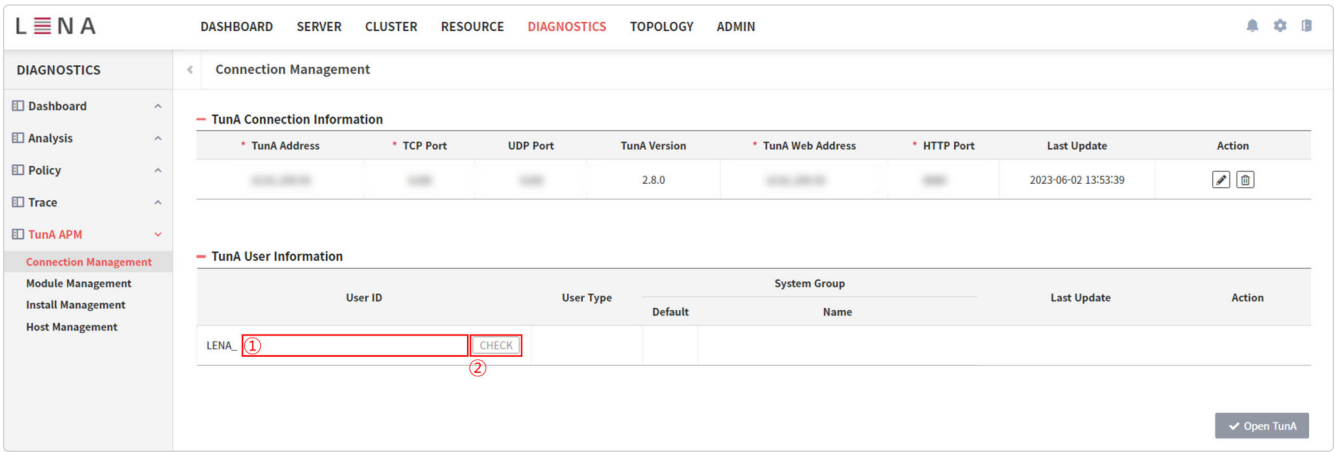 LENA DASHBOARD SERVER CLUSTER RESOURCE DIAGNOSTICS TOPOLOGY ADMIN
DIAGNOSTICS
Connection Management
Dashboard
Analysis
Policy
Trace
TunA APM
Connection Management
Module Management
Install Management
Host Management
TunA Connection Information
* TunA Address * TCP Port UDP Port TunA Version * TunA Web Address * HTTP Port Last Update Action
2.8.0 2023-06-02 13:53:39
TunA User Information
User ID User Type System Group Last Update Action
Default Name
LENA_ ① CHECK
②
Open TunA